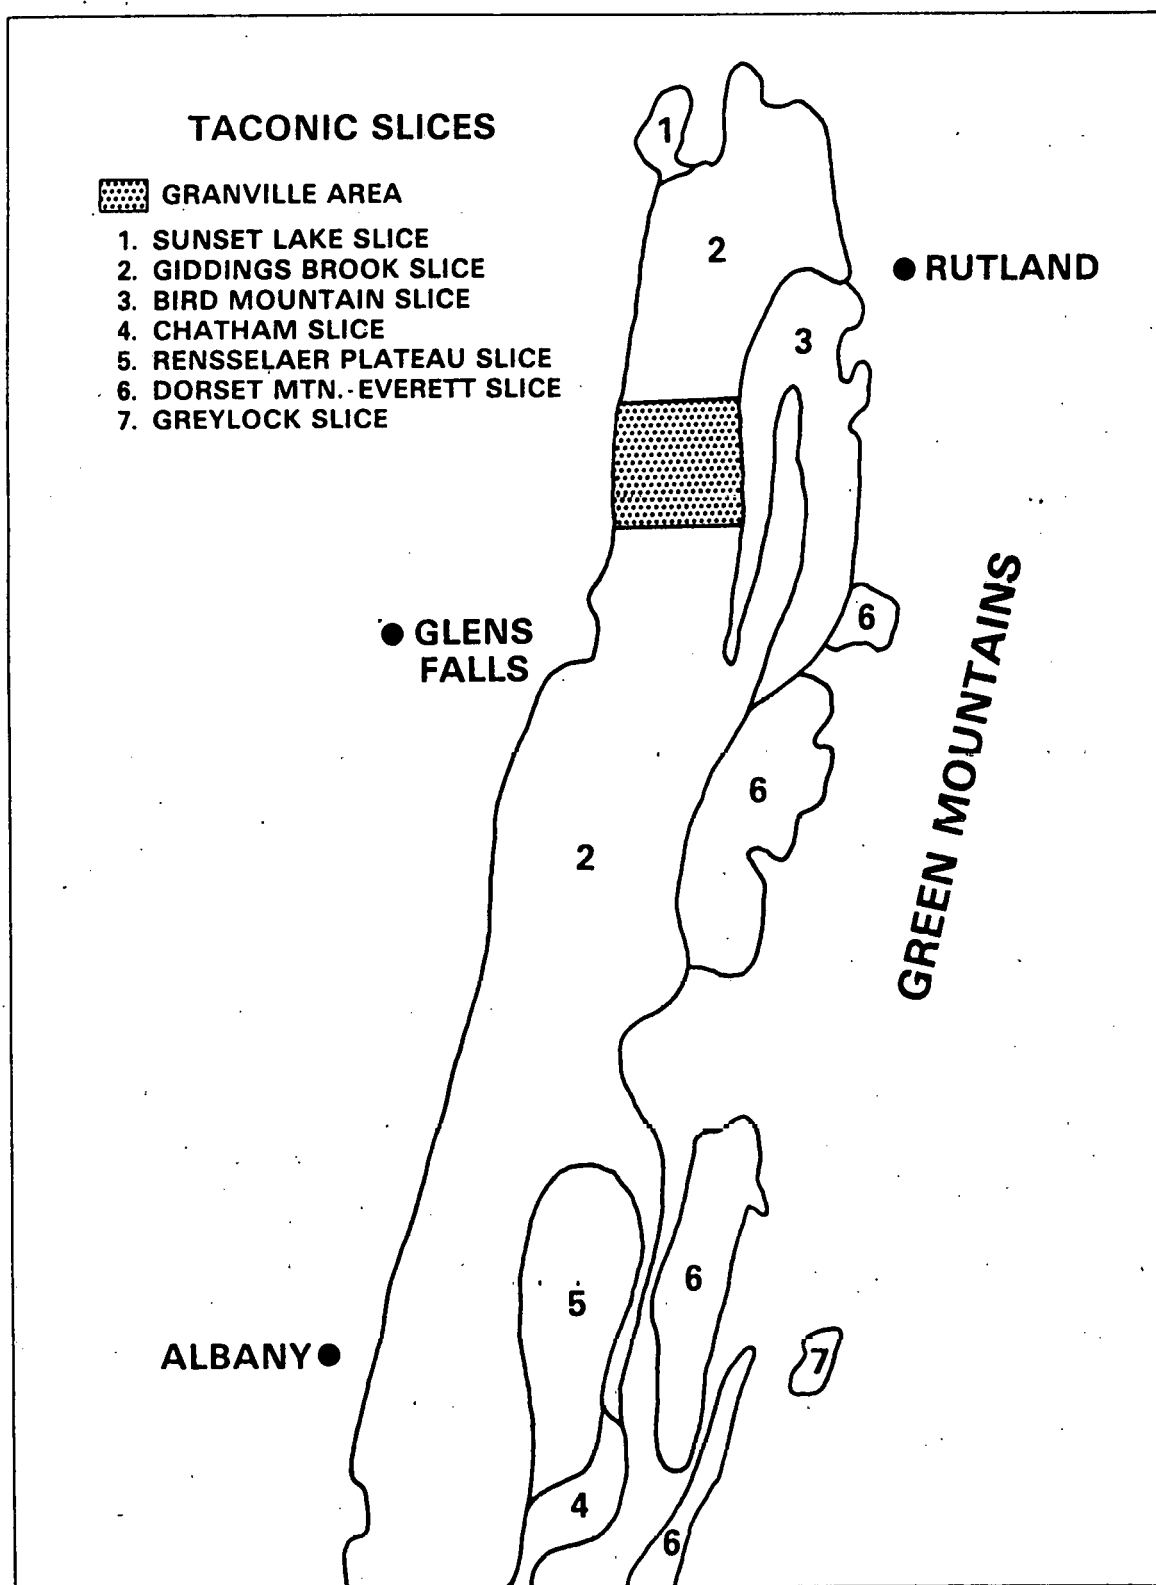 TACONIC SLICES
GRANVILLE AREA
1. SUNSET LAKE SLICE
2. GIDDINGS BROOK SLICE
3. BIRD MOUNTAIN SLICE
4. CHATHAM SLICE
5. RENSSELAER PLATEAU SLICE
6. DORSET MTN.-EVERETT SLICE
7. GREYLOCK SLICE
1
2
RUTLAND
3
6
GLENS
FALLS
GREEN MOUNTAINS
6
2
6
5
ALBANY
7
4
6